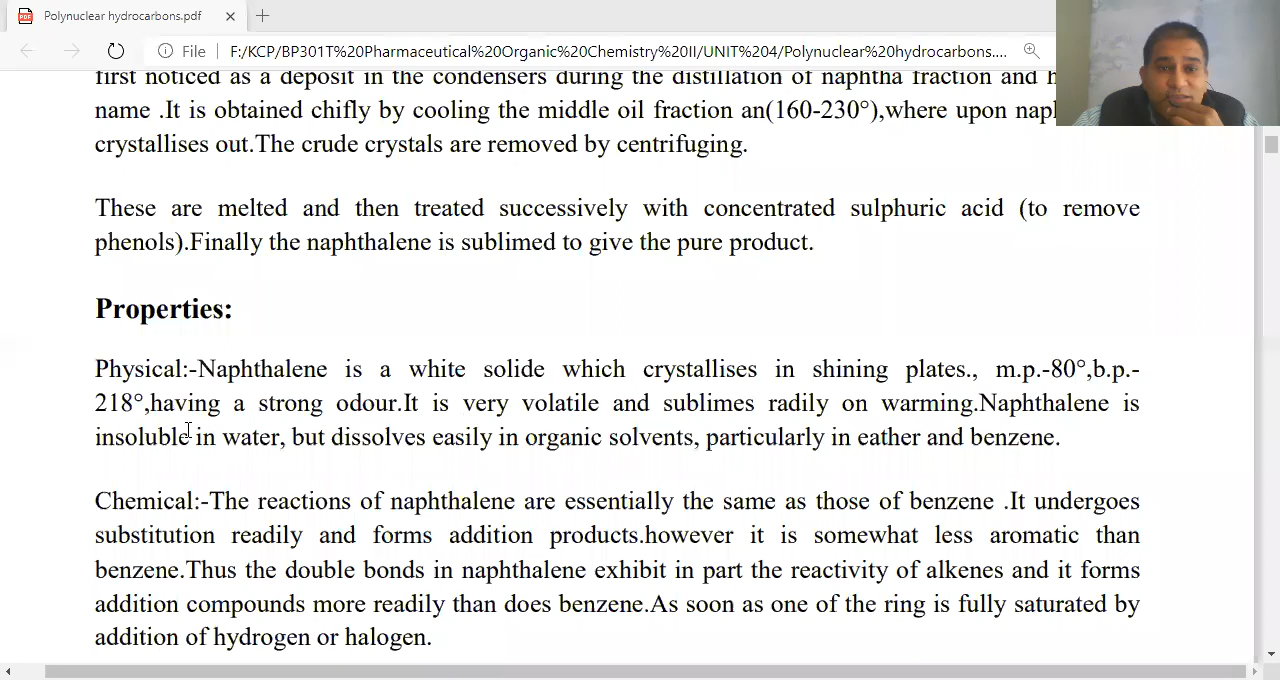 Polynuclear hydrocarbons.pdf
File F:/KCP/BP301T%20Pharmaceutical%20Organic%20Chemistry%20II/UNIT%204/Polynuclear%20hydrocarbons....
first noticed as a deposit in the condensers during the distillation of naphtha fraction and
name .It is obtained chifly by cooling the middle oil fraction an(160-230°),where upon
crystallises out.The crude crystals are removed by centrifuging.
These are melted and then treated successively with concentrated sulphuric acid (to remove
phenols).Finally the naphthalene is sublimed to give the pure product.
Properties:
Physical:-Naphthalene is a white solide which crystallises in shining plates., m.p.-80°,b.p.-
218°,having a strong odour.It is very volatile and sublimes radily on warming.Naphthalene is
insoluble in water, but dissolves easily in organic solvents, particularly in eather and benzene.
Chemical:-The reactions of naphthalene are essentially the same as those of benzene .It undergoes
substitution readily and forms addition products.however it is somewhat less aromatic than
benzene.Thus the double bonds in naphthalene exhibit in part the reactivity of alkenes and it forms
addition compounds more readily than does benzene.As soon as one of the ring is fully saturated by
addition of hydrogen or halogen.